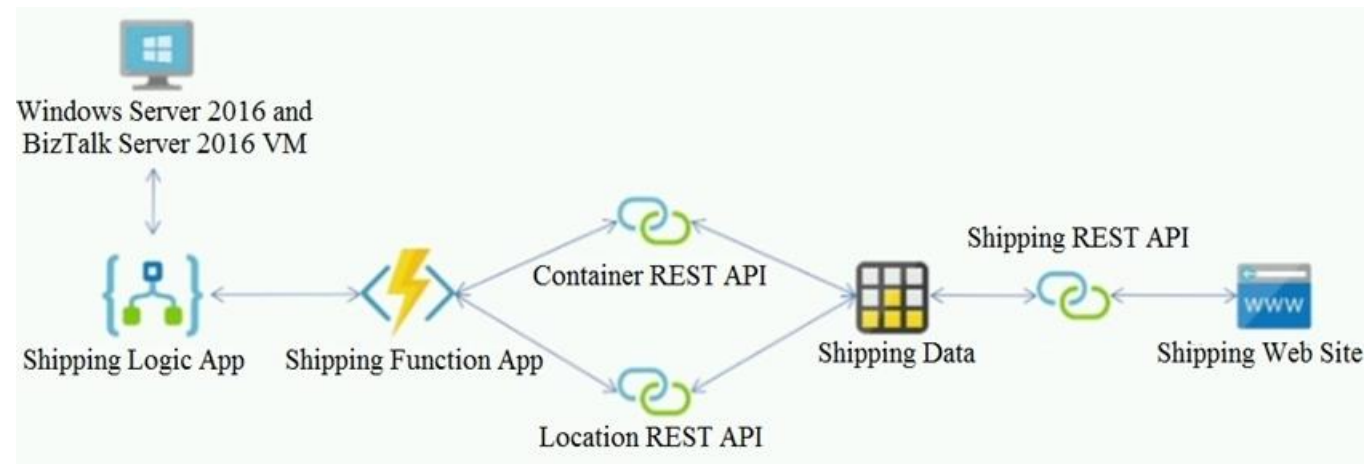 Windows Server 2016 and
BizTalk Server 2016 VM
Shipping Logic App
Shipping Function App
Container REST API
Location REST API
Shipping Data
Shipping REST API
www
Shipping Web Site